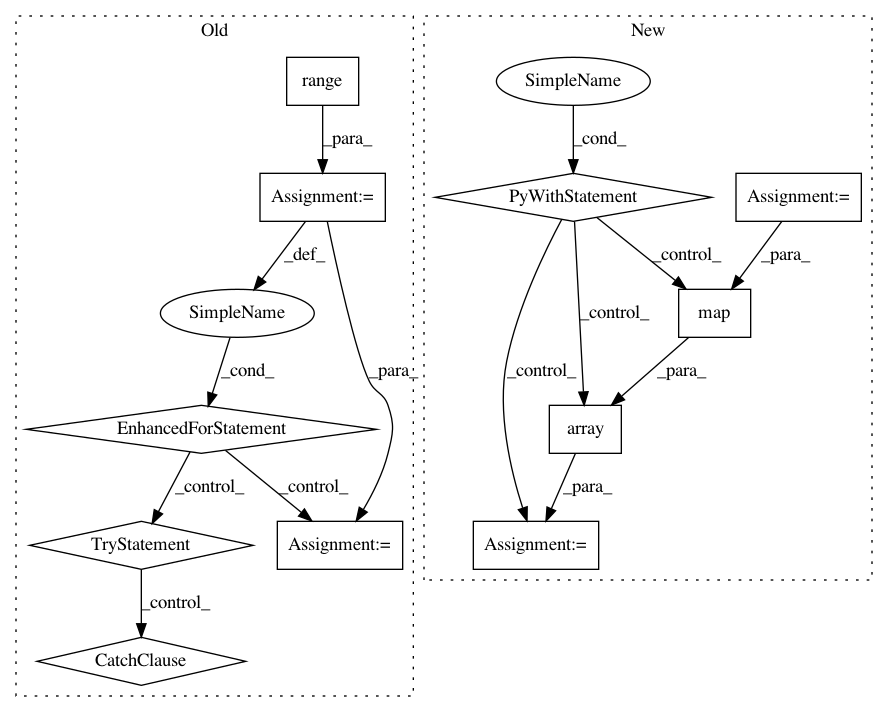 Old
New
range
SimpleName
_para_
_cond_
Assignment:=
PyWithStatement
Assignment:=
_def_
_control_
_para_
SimpleName
map
_control_
_cond_
_para_
_control_
_para_
EnhancedForStatement
array
_control_
_control_
_para_
TryStatement
Assignment:=
Assignment:=
_control_
CatchClause